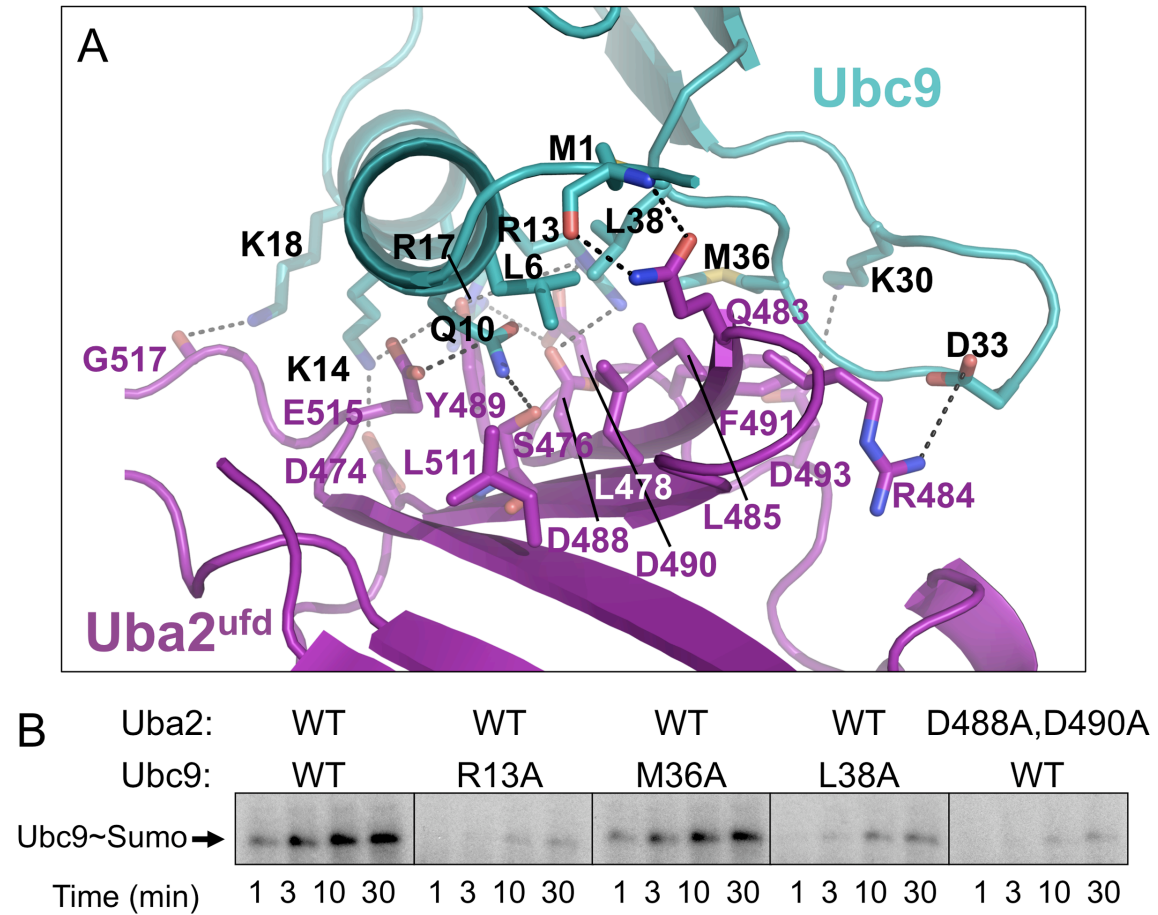 A
Ubc9
M1
K18
R17
R13
L38
L6
M36
K30
Q483
G517
Q10
D33
K14
E515
Y489
F491
S476
D474
L511
L478
D493
R484
L485
D488
D490
Uba2ufd
B
Uba2: WT WT WT WT D488A,D490A
Ubc9: WT R13A M36A L38A WT
Ubc9~Sumo
Time (min) 1 3 10 30 1 3 10 30 1 3 10 30 1 3 10 30 1 3 10 30